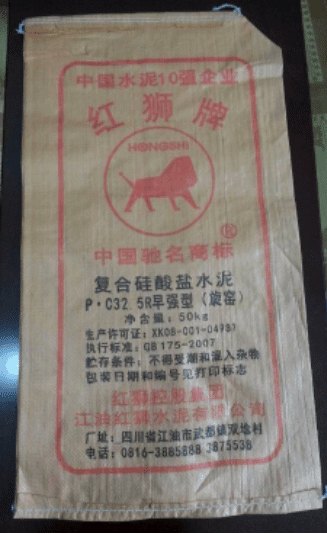 中国水泥10强企业
红狮牌
HONGSHI
®
中国驰名商标
复合硅酸盐水泥
P·C32.5R早强型（旋窑）
净含量：50kg
生产许可证：XK08-001-04987
执行标准：GB175-2007
贮存条件：不得受潮和混入杂物
包装日期和编号见打印标志
红狮控股集团
江油红狮水泥有限公司
厂址：四川省江油市武都镇双地村
电话：0816-3885888 3875538